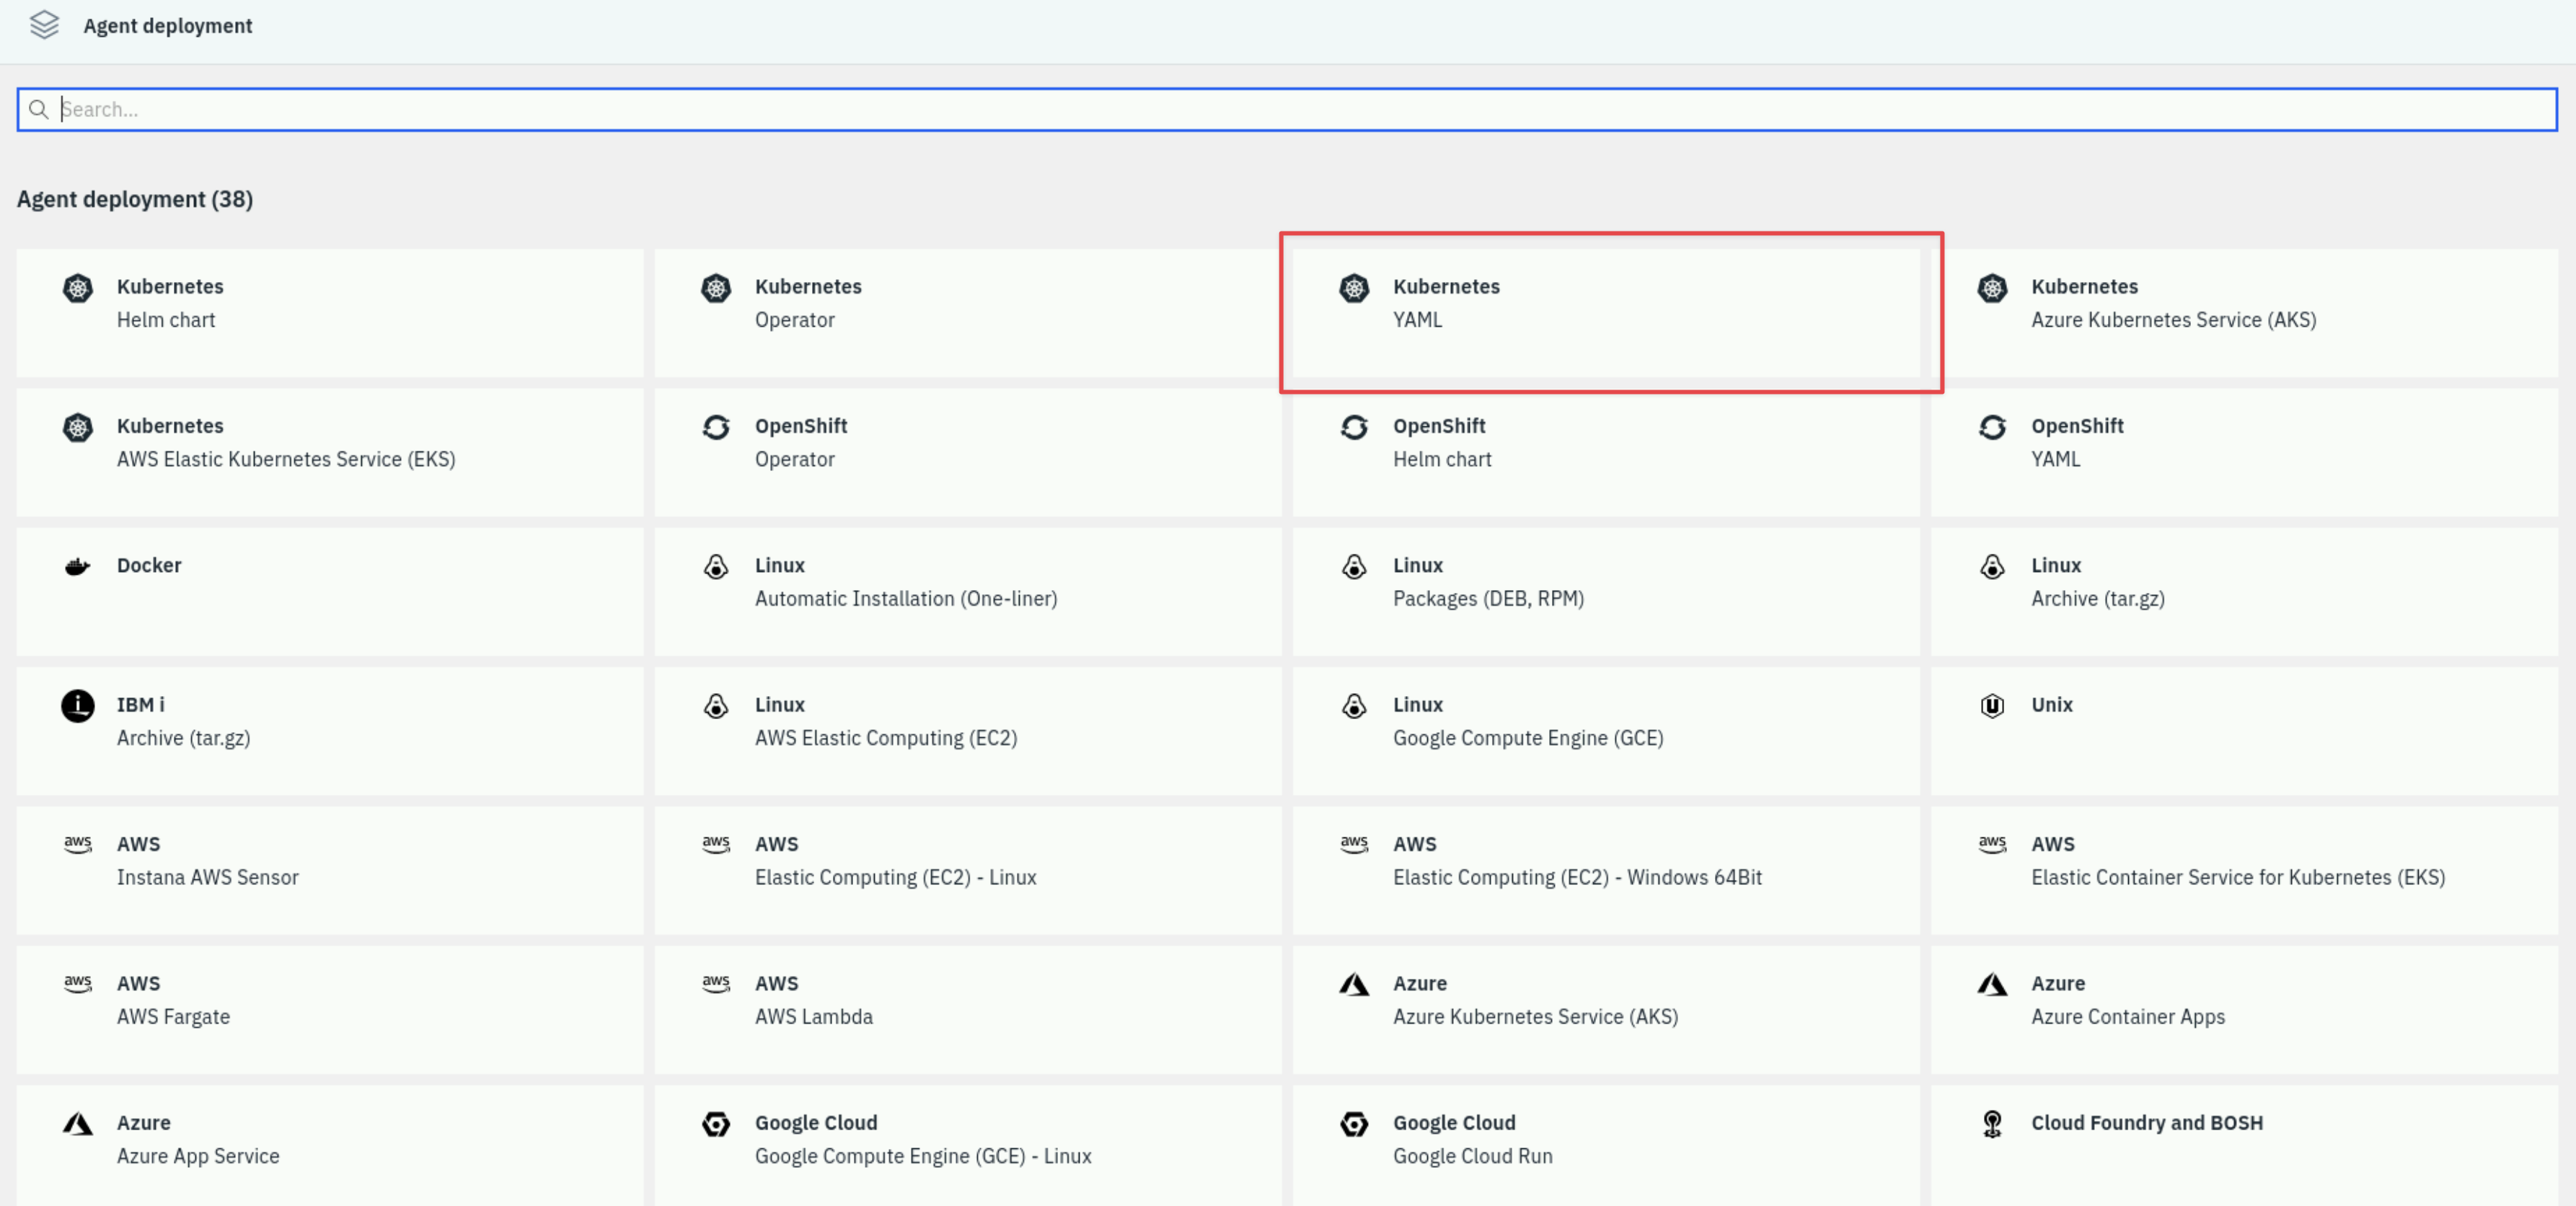 Agent deployment
Search...
Agent deployment (38)
Kubernetes
Helm chart
Kubernetes
Operator
Kubernetes
YAML
Kubernetes
Azure Kubernetes Service (AKS)
Kubernetes
AWS Elastic Kubernetes Service (EKS)
OpenShift
Operator
OpenShift
Helm chart
OpenShift
YAML
Docker
Linux
Automatic Installation (One-liner)
Linux
Packages (DEB, RPM)
Linux
Archive (tar.gz)
IBM i
Archive (tar.gz)
Linux
AWS Elastic Computing (EC2)
Linux
Google Compute Engine (GCE)
Unix
aws
AWS
Instana AWS Sensor
aws
AWS
Elastic Computing (EC2) - Linux
aws
AWS
Elastic Computing (EC2) - Windows 64Bit
aws
AWS
Elastic Container Service for Kubernetes (EKS)
aws
AWS
AWS Fargate
aws
AWS
AWS Lambda
Azure
Azure Kubernetes Service (AKS)
Azure
Azure Container Apps
Azure
Azure App Service
Google Cloud
Google Compute Engine (GCE) - Linux
Google Cloud
Google Cloud Run
Cloud Foundry and BOSH